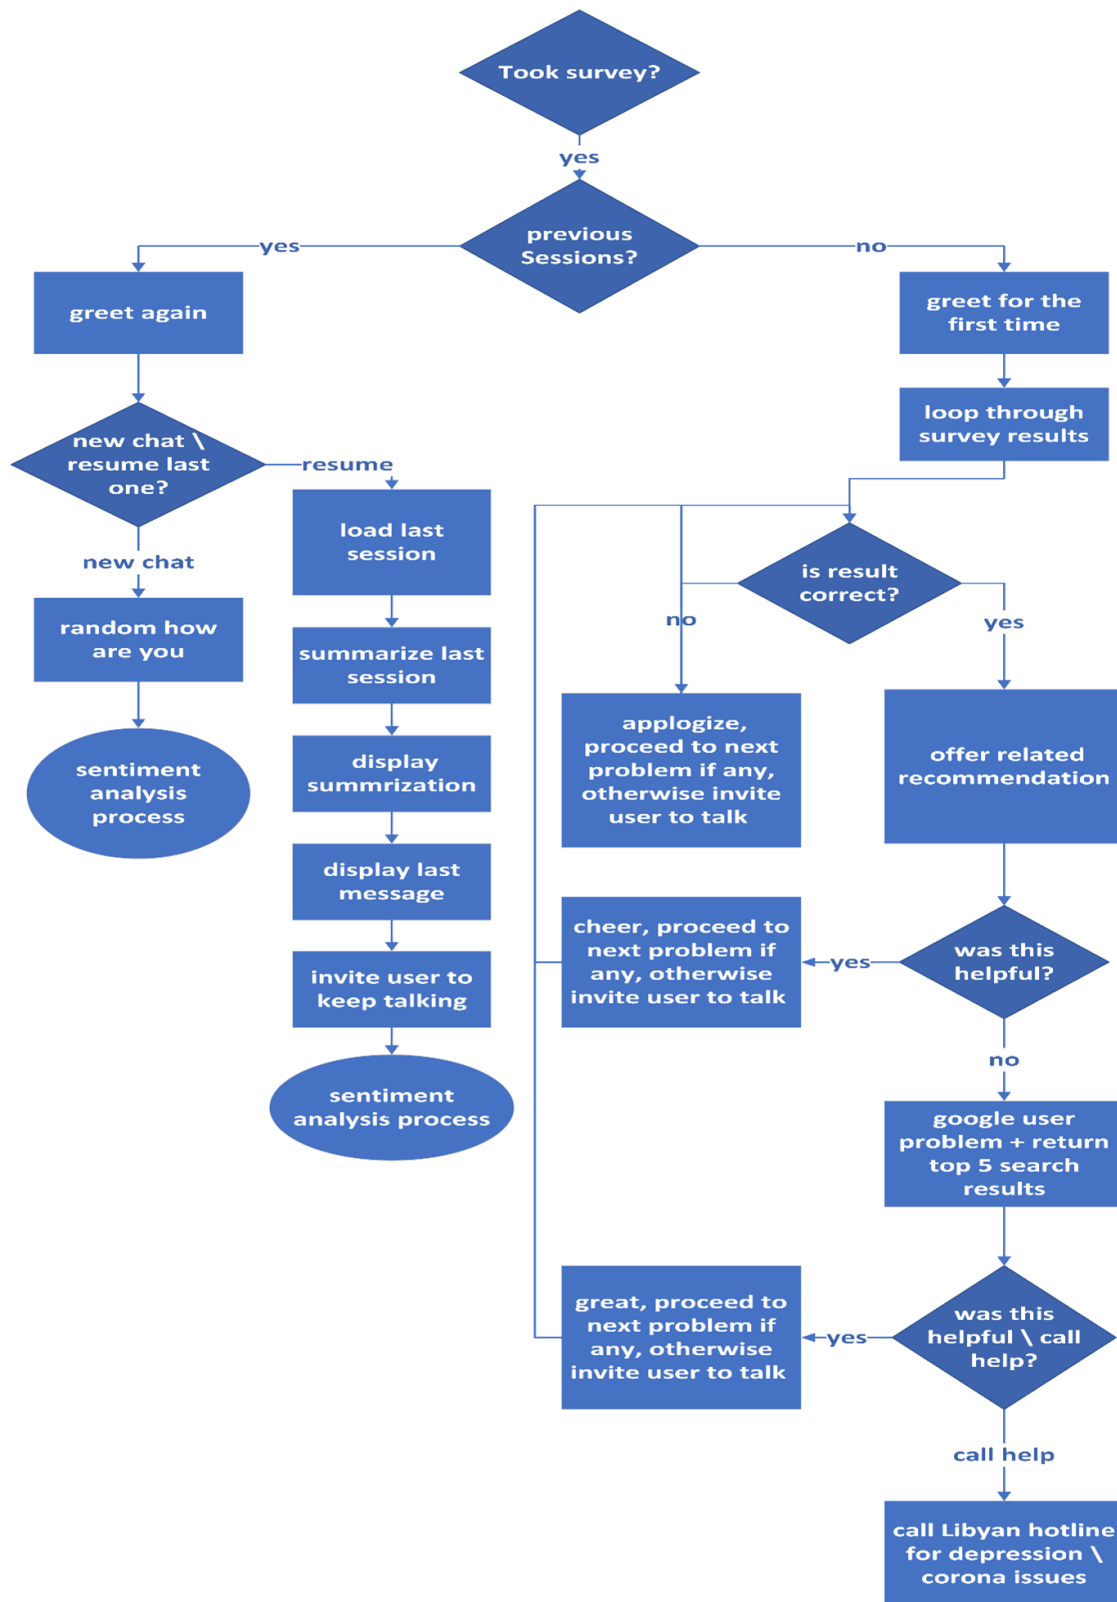 Took survey?
yes
previous
Sessions?
yes
no
greet again
greet for the
first time
new chat \
resume last
one?
resume
loop through
survey results
load last
session
new chat
is result
correct?
no
yes
random how
are you
summarize last
session
sentiment
analysis
process
display
summrization
applogize,
proceed to next
problem if any,
otherwise invite
user to talk
offer related
recommendation
display last
message
cheer, proceed to
next problem if
any, otherwise
invite user to talk
yes
was this
helpful?
invite user to
keep talking
no
sentiment
analysis process
google user
problem + return
top 5 search
results
great, proceed to
next problem if
any, otherwise
invite user to talk
yes
was this
helpful \ call
help?
call help
call Libyan hotline
for depression \
corona issues